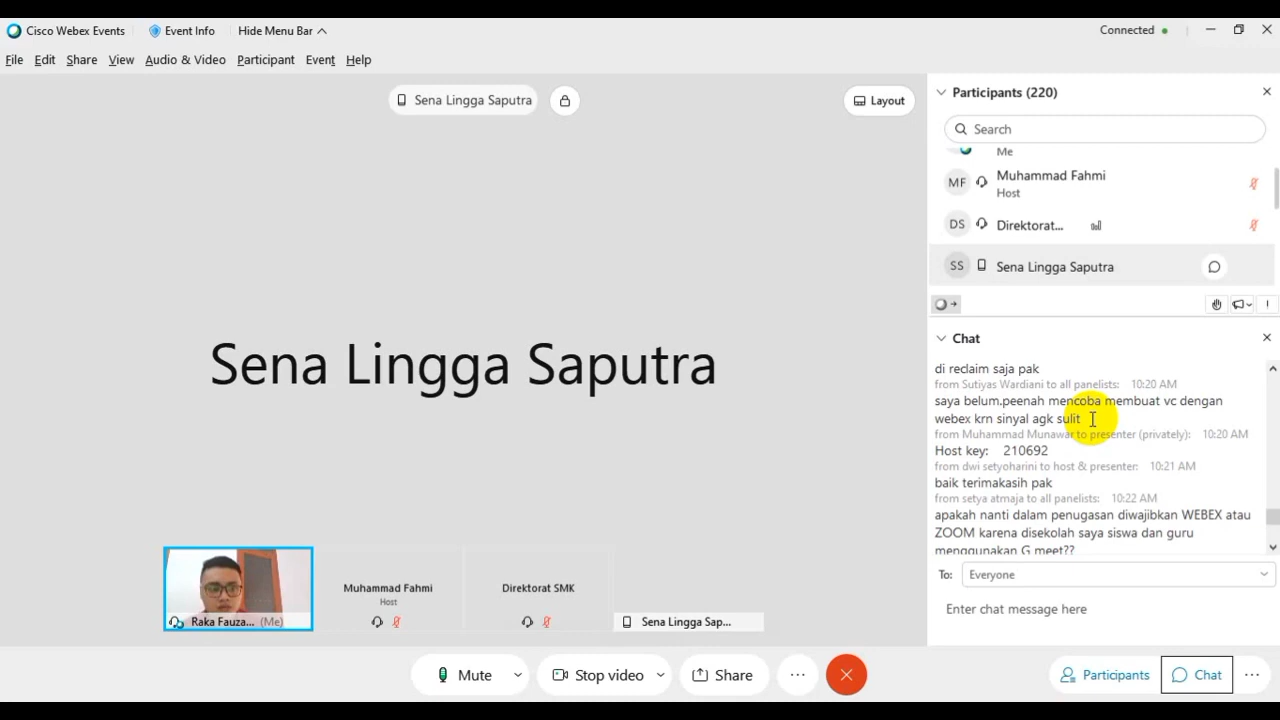 Cisco Webex Events
Event Info
Hide Menu Bar
Connected
File Edit Share View Audio & Video Participant Event Help
Sena Lingga Saputra
Layout
Sena Lingga Saputra
Raka Fauza... (Me)
Muhammad Fahmi
Host
Direktorat SMK
Sena Lingga Sap...
Participants (220)
Search
Me
MF Muhammad Fahmi
Host
DS Direktorat...
SS Sena Lingga Saputra
Chat
di reclaim saja pak
from Sutiyas Wardiani to all panelists: 10:20 AM
saya belum.peenah mencoba membuat vc dengan
webex krn sinyal agk sulit
from Muhammad Munawar to presenter (privately): 10:20 AM
Host key: 210692
from dwi setyoharini to host & presenter: 10:21 AM
baik terimakasih pak
from setya atmaja to all panelists: 10:22 AM
apakah nanti dalam penugasan diwajibkan WEBEX atau
ZOOM karena disekolah saya siswa dan guru
menggunakan G meet??
To: Everyone
Enter chat message here
Mute
Stop video
Share
Participants
Chat